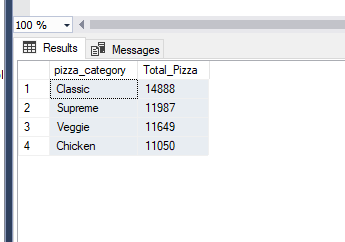 100 %
Results Messages
pizza_category Total_Pizza
1 Classic 14888
2 Supreme 11987
3 Veggie 11649
4 Chicken 11050